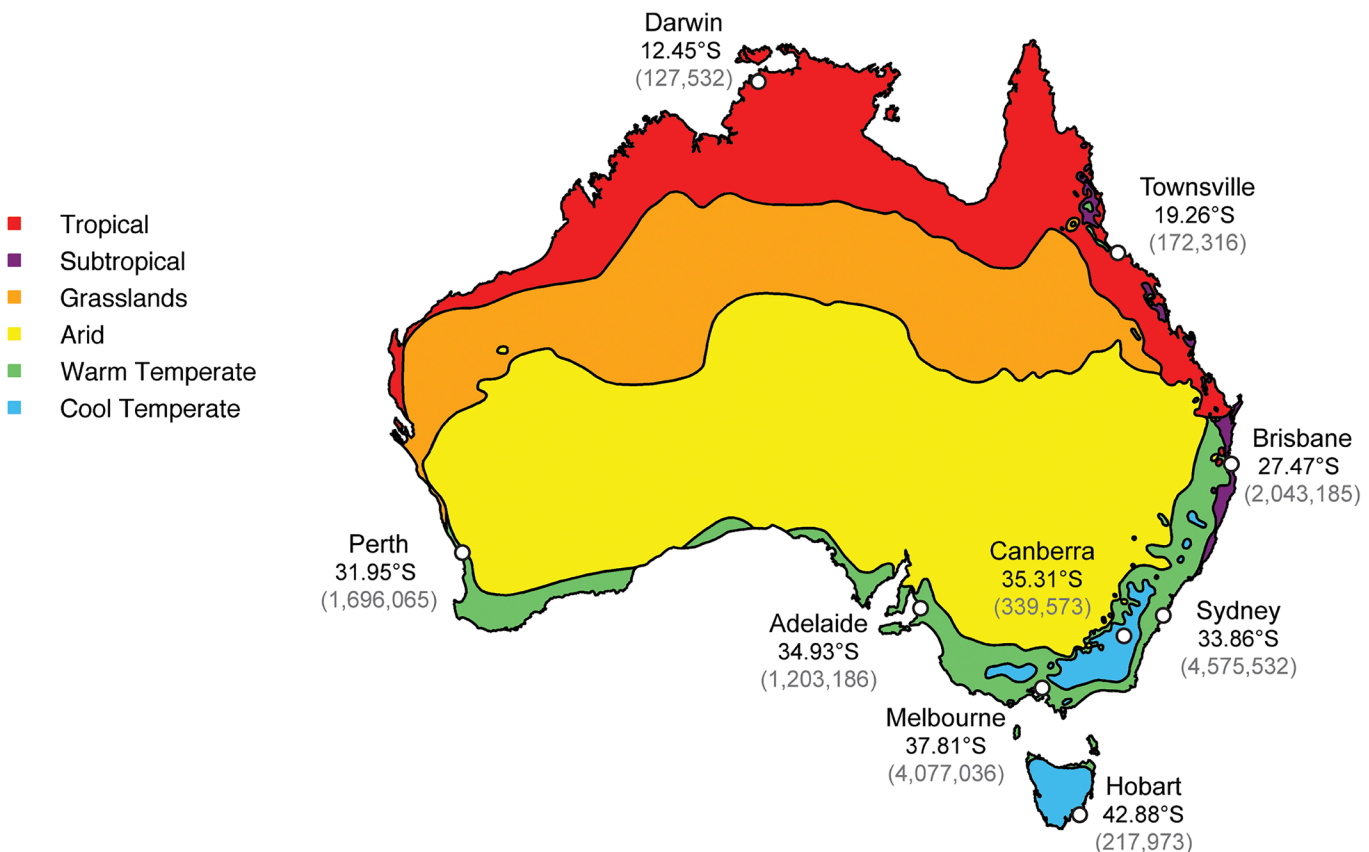 Darwin
12.45°S
(127,532)
Townsville
19.26°S
(172,316)
Tropical
Subtropical
Grasslands
Arid
Warm Temperate
Cool Temperate
Brisbane
27.47°S
(2,043,185)
Perth
31.95°S
(1,696,065)
Canberra
35.31°S
(339,573)
Adelaide
34.93°S
(1,203,186)
Sydney
33.86°S
(4,575,532)
Melbourne
37.81°S
(4,077,036)
Hobart
42.88°S
(217,973)